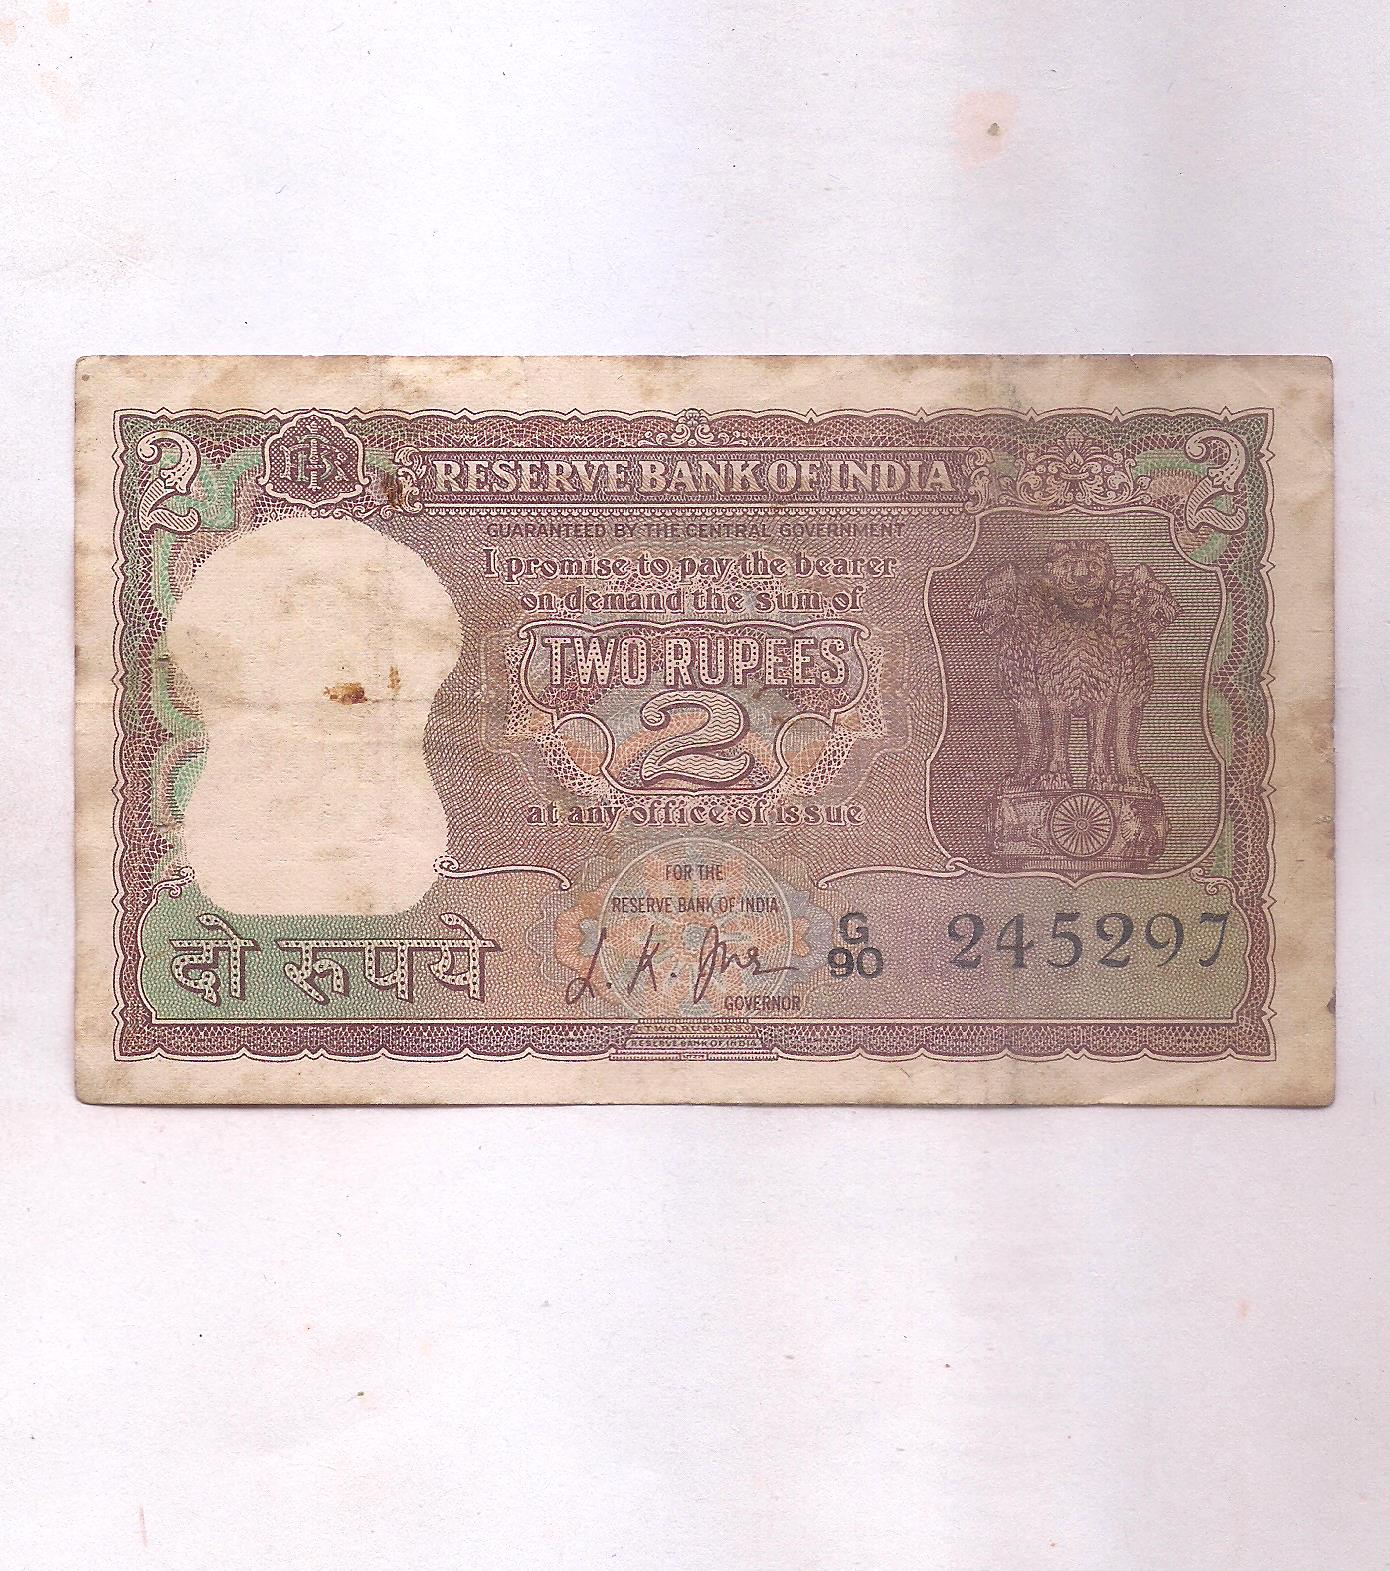 2 RESERVE BANK OF INDIA 2
GUARANTEED BY THE CENTRAL GOVERNMENT
I promise to pay the bearer
on demand the sum of
TWO RUPEES
2
at any office of issue
FOR THE
RESERVE BANK OF INDIA
GOVERNOR
दो रुपये
G
90 245297
TWO RUPEES
RESERVE BANK OF INDIA